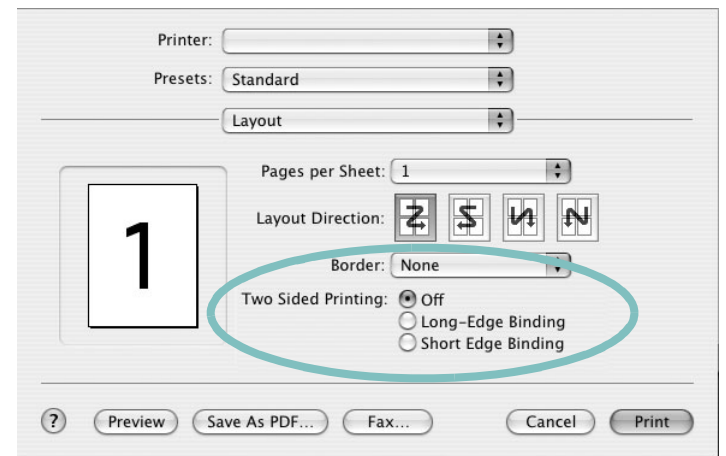 Printer:
Presets: Standard
Layout
Pages per Sheet: 1
Layout Direction:
1
Border: None
Two Sided Printing: Off
Long-Edge Binding
Short Edge Binding
? Preview Save As PDF... Fax... Cancel Print